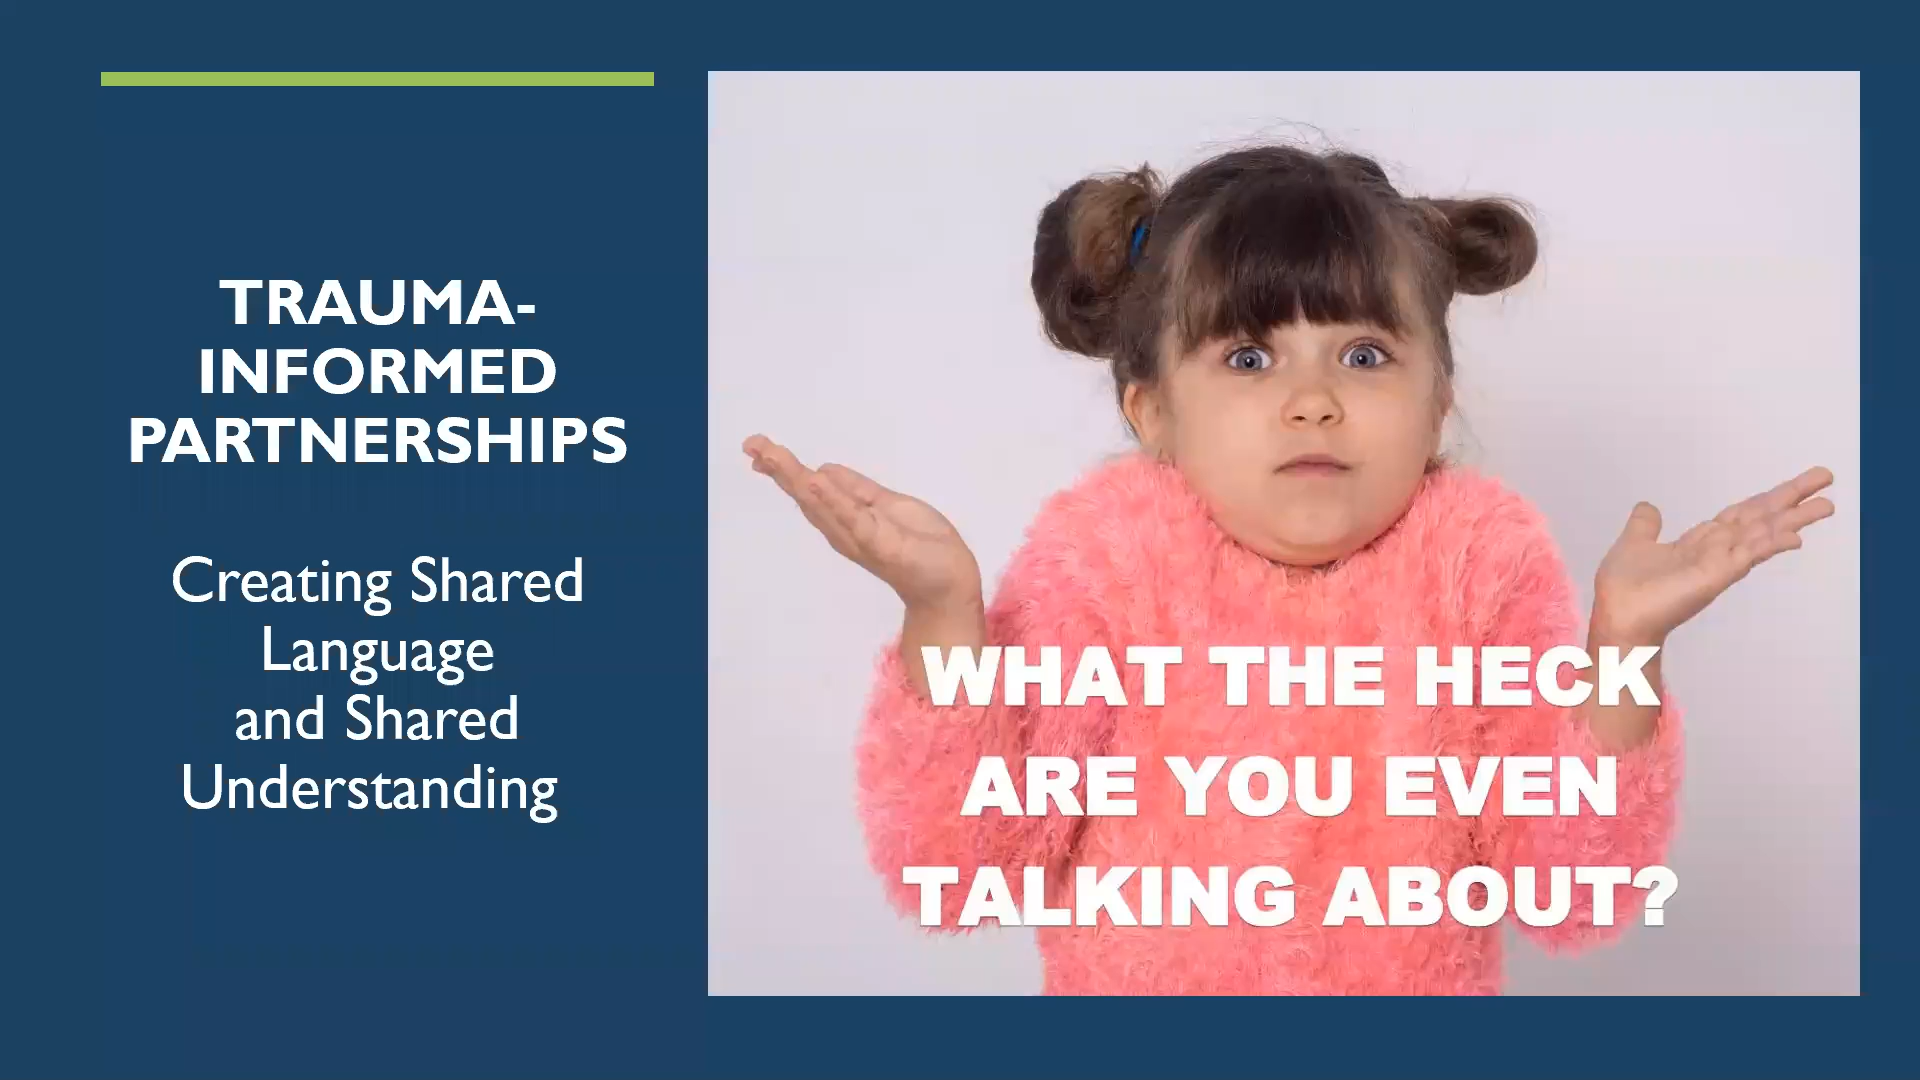 TRAUMA-
INFORMED
PARTNERSHIPS
Creating Shared
Language
and Shared
Understanding
WHAT THE HECK
ARE YOU EVEN
TALKING ABOUT?